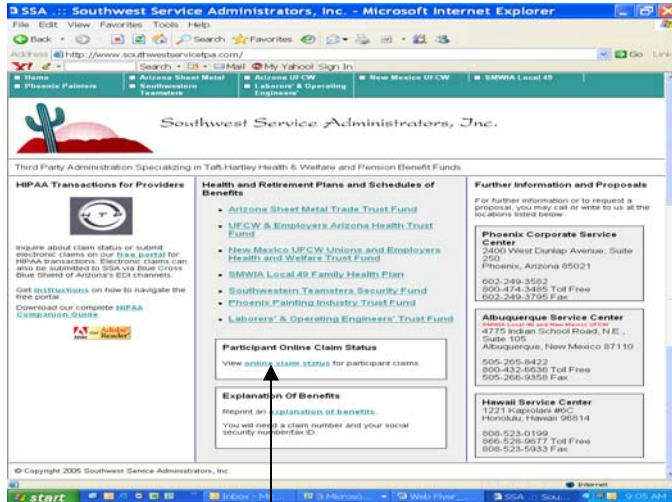 SSA .::. Southwest Service Administrators, Inc. - Microsoft Internet Explorer
File Edit View Favorites Tools Help
Back Search Favorites
Address http://www.southwestservicetpa.com/ Go Links
Search Mail My Yahoo! Sign In
Home Arizona Sheet Metal Arizona UFCW New Mexico UFCW SMWIA Local 49
Phoenix Painters Southwestern Teamsters Laborers' & Operating Engineers'
Southwest Service Administrators, Inc.
Third Party Administration Specializing in Taft-Hartley Health & Welfare and Pension Benefit Funds
HIPAA Transactions for Providers
HTP
Inquire about claim status or submit
electronic claims on our free portal for
HIPAA transactions. Electronic claims can
also be submitted to SSA via Blue Cross
Blue Shield of Arizona's EDI channels.
Get instructions on how to navigate the
free portal.
Download our complete HIPAA
Companion Guide.
Get Adobe Reader
Health and Retirement Plans and Schedules of
Benefits
Arizona Sheet Metal Trade Trust Fund
UFCW & Employers Arizona Health Trust
Fund
New Mexico UFCW Unions and Employers
Health and Welfare Trust Fund
SMWIA Local 49 Family Health Plan
Southwestern Teamsters Security Fund
Phoenix Painting Industry Trust Fund
Laborers' & Operating Engineers' Trust Fund
Participant Online Claim Status
View online claim status for participant claims.
Explanation Of Benefits
Reprint an explanation of benefits.
You will need a claim number and your social
security number/tax ID.
Further Information and Proposals
For further information or to request a
proposal, you may call or write to us at the
locations listed below.
Phoenix Corporate Service
Center
2400 West Dunlap Avenue, Suite
250
Phoenix, Arizona 85021
602-249-3582
800-474-3485 Toll Free
602-249-3795 Fax
Albuquerque Service Center
SMWIA Local 49 and New Mexico UFCW
4775 Indian School Road, N.E.,
Suite 105
Albuquerque, New Mexico 87110
505-265-8422
800-432-6636 Toll Free
505-266-9358 Fax
Hawaii Service Center
1221 Kapiolani #6C
Honolulu, Hawaii 96814
808-523-0199
866-528-9677 Toll Free
808-523-5933 Fax
© Copyright 2005 Southwest Service Administrators, Inc.
Internet
start Inbox - Mi... 3 Microso... Web Flyer... SSA .::. Sou... 9:05 AM